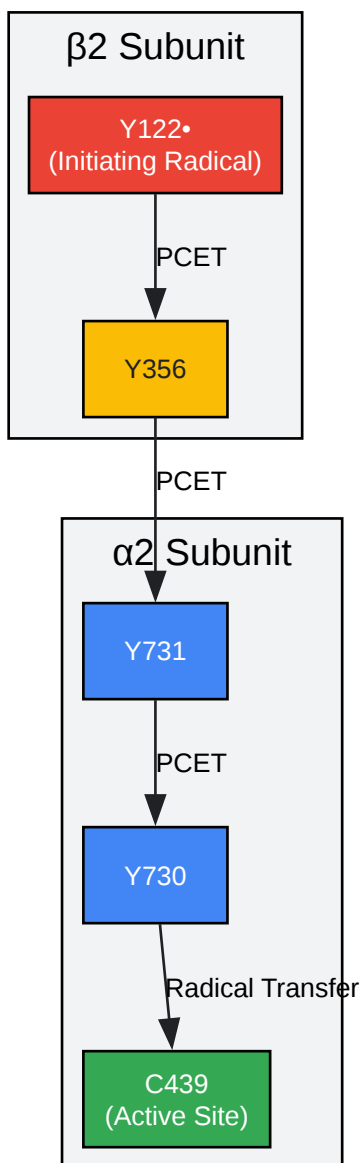 β2 Subunit
Y122•
(Initiating Radical)
PCET
Y356
PCET
α2 Subunit
Y731
PCET
Y730
Radical Transfer
C439
(Active Site)